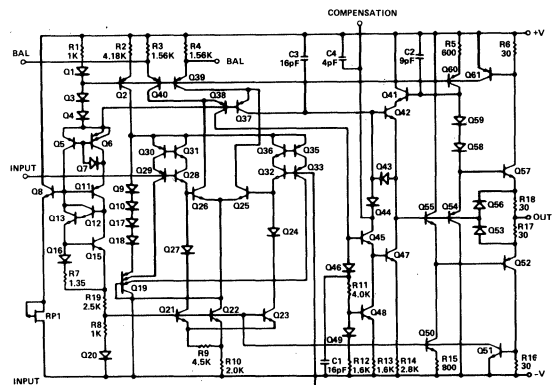 COMPENSATION
R1
1K
R2
4.18K
R3
1.56K
R4
1.56K
C3
16pF
C4
4pF
C2
9pF
R5
600
R6
30
+V
BAL
BAL
Q1
Q3
Q4
Q2
Q40
Q39
Q38
Q37
Q41
Q42
Q60
Q61
Q5
Q6
Q7
Q59
Q58
Q57
INPUT
Q29
Q30
Q31
Q28
Q36
Q35
Q32
Q33
Q43
Q44
Q8
Q11
Q12
Q13
Q9
Q10
Q17
Q18
Q26
Q25
Q55
Q54
Q56
Q53
R18
30
OUT
R17
30
Q16
Q15
R7
1.35
Q27
Q24
Q45
Q47
Q46
R11
4.0K
Q52
Q19
R19
2.5K
R8
1K
RP1
Q21
Q22
Q23
Q48
Q49
Q50
Q51
Q20
R9
4.5K
R10
2.0K
C1
16pF
R12
1.6K
R13
1.6K
R14
2.8K
R15
800
R16
30
-V
INPUT